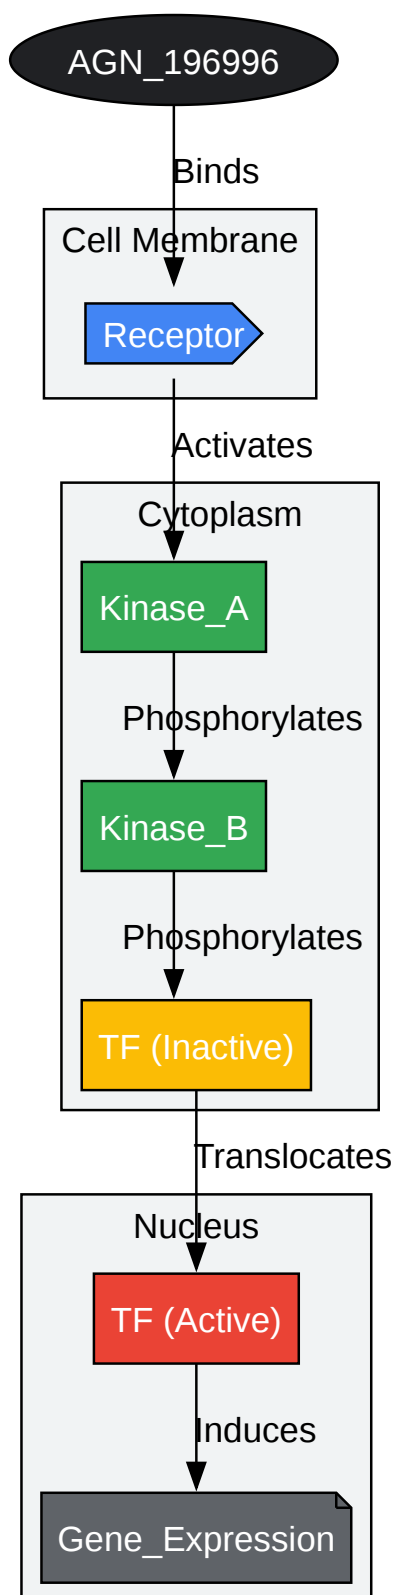 AGN_196996
Binds
Cell Membrane
Receptor
Activates
Cytoplasm
Kinase_A
Phosphorylates
Kinase_B
Phosphorylates
TF (Inactive)
Translocates
Nucleus
TF (Active)
Induces
Gene_Expression